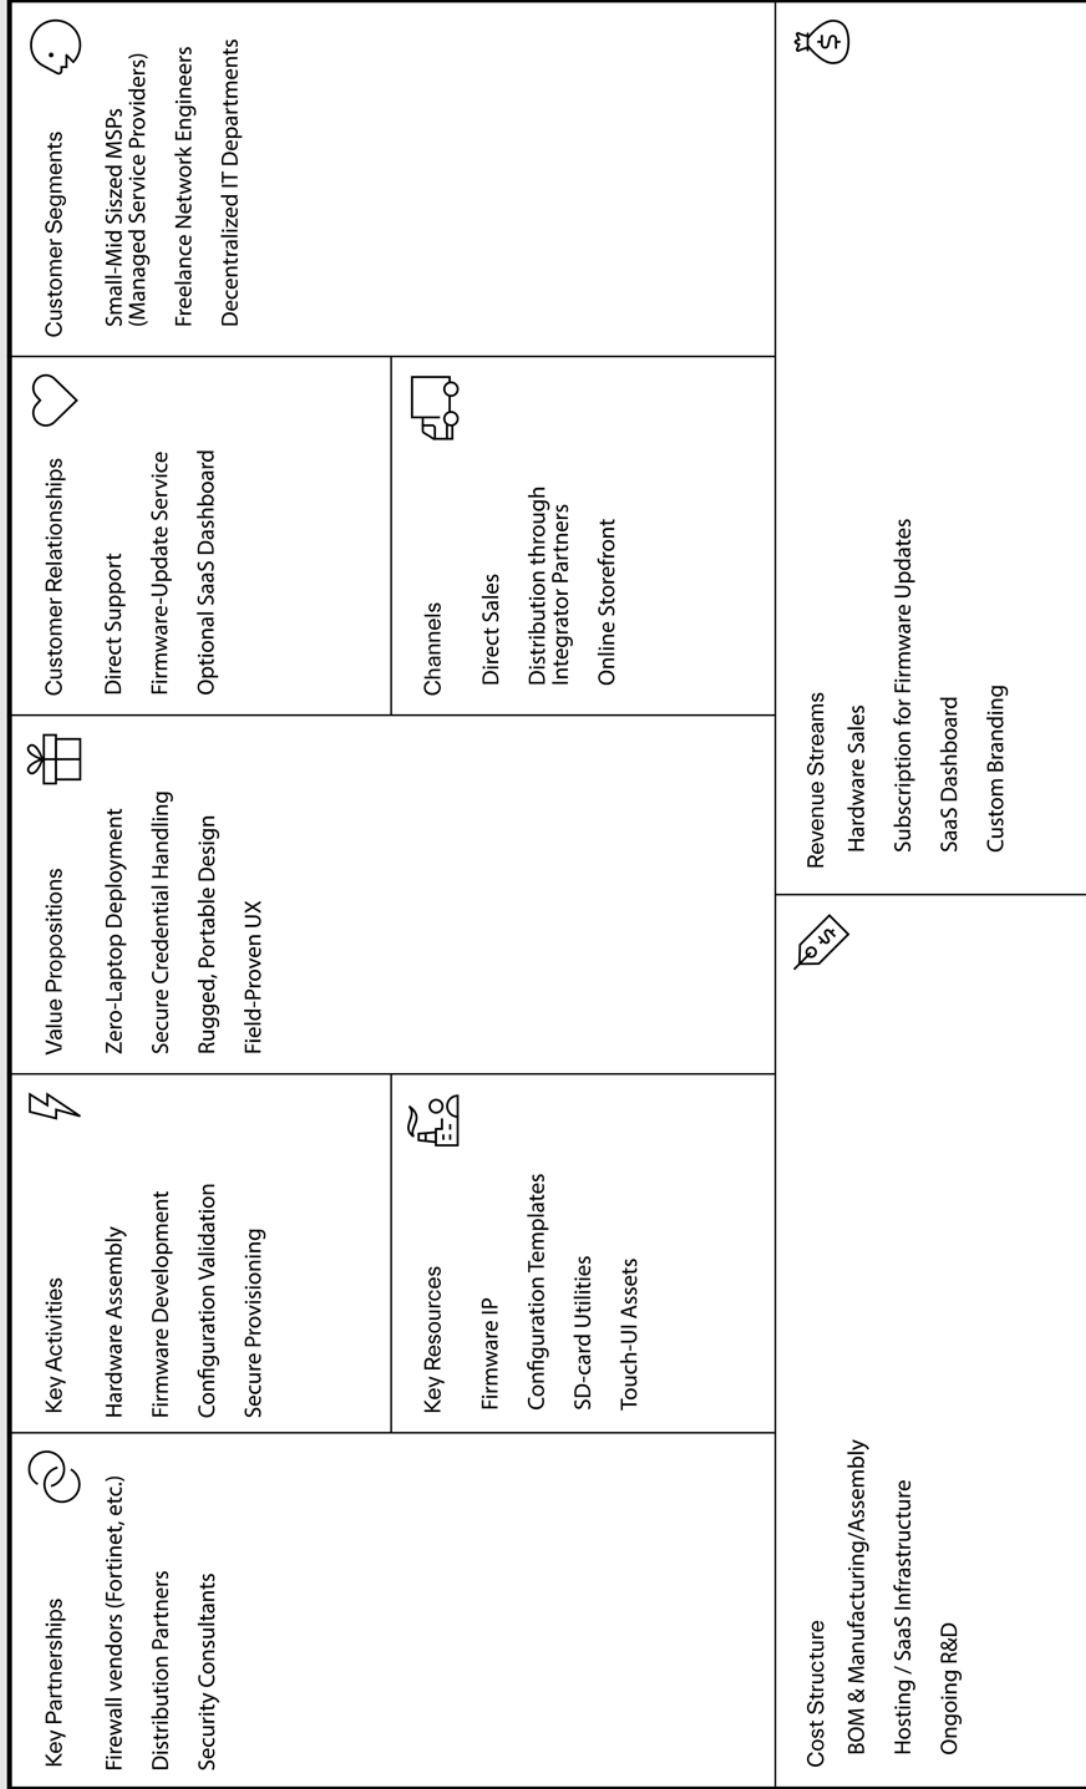 Key Partnerships
Firewall vendors (Fortinet, etc.)
Distribution Partners
Security Consultants
Key Activities
Hardware Assembly
Firmware Development
Configuration Validation
Secure Provisioning
Key Resources
Firmware IP
Configuration Templates
SD-card Utilities
Touch-UI Assets
Value Propositions
Zero-Laptop Deployment
Secure Credential Handling
Rugged, Portable Design
Field-Proven UX
Customer Relationships
Direct Support
Firmware-Update Service
Optional SaaS Dashboard
Channels
Direct Sales
Distribution through
Integrator Partners
Online Storefront
Customer Segments
Small-Mid Siszed MSPs
(Managed Service Providers)
Freelance Network Engineers
Decentralized IT Departments
Cost Structure
BOM & Manufacturing/Assembly
Hosting / SaaS Infrastructure
Ongoing R&D
Revenue Streams
Hardware Sales
Subscription for Firmware Updates
SaaS Dashboard
Custom Branding